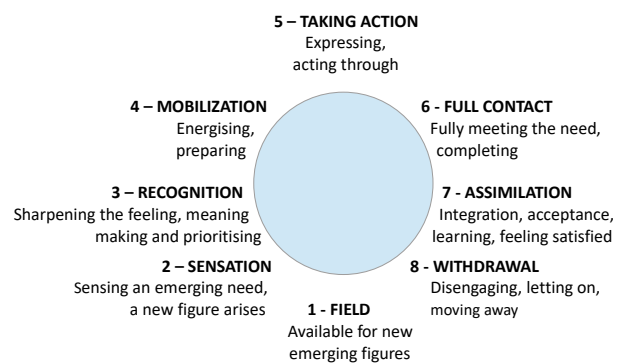 5 – TAKING ACTION
Expressing,
acting through
4 – MOBILIZATION
Energising,
preparing
6 - FULL CONTACT
Fully meeting the need,
completing
3 – RECOGNITION
Sharpening the feeling, meaning
making and prioritising
7 - ASSIMILATION
Integration, acceptance,
learning, feeling satisfied
2 – SENSATION
Sensing an emerging need,
a new figure arises
8 - WITHDRAWAL
Disengaging, letting on,
moving away
1 - FIELD
Available for new
emerging figures